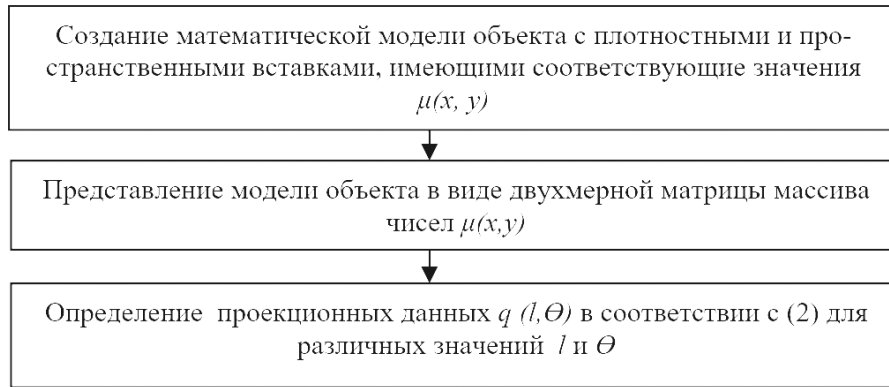 Создание математической модели объекта с плотностными и про-
странственными вставками, имеющими соответствующие значения
μ(x, y)
Представление модели объекта в виде двухмерной матрицы массива
чисел μ(x,y)
Определение проекционных данных q (l,Θ) в соответствии с (2) для
различных значений l и Θ